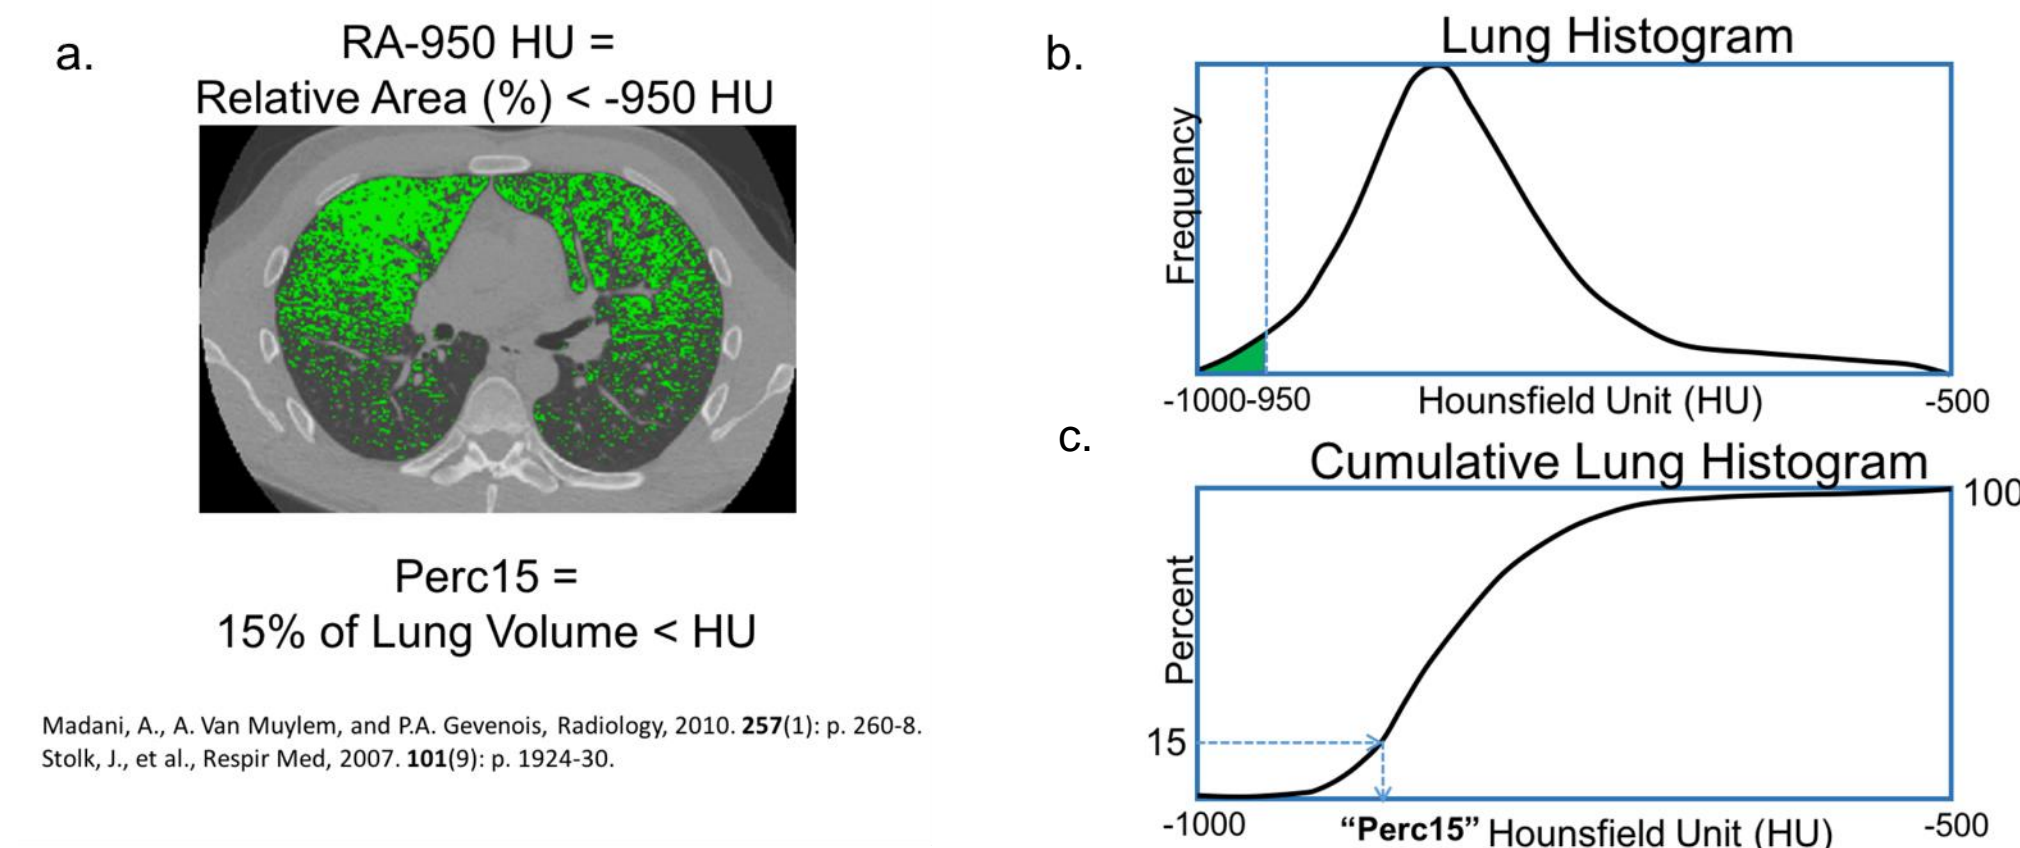 a.
RA-950 HU =
Relative Area (%) < -950 HU
Perc15 =
15% of Lung Volume < HU
Madani, A., A. Van Muylem, and P.A. Gevenois, Radiology, 2010. 257(1): p. 260-8.
Stolk, J., et al., Respir Med, 2007. 101(9): p. 1924-30.
b.
Lung Histogram
Frequency
-1000-950
Hounsfield Unit (HU)
-500
c.
Cumulative Lung Histogram
100
Percent
15
-1000
“Perc15” Hounsfield Unit (HU)
-500